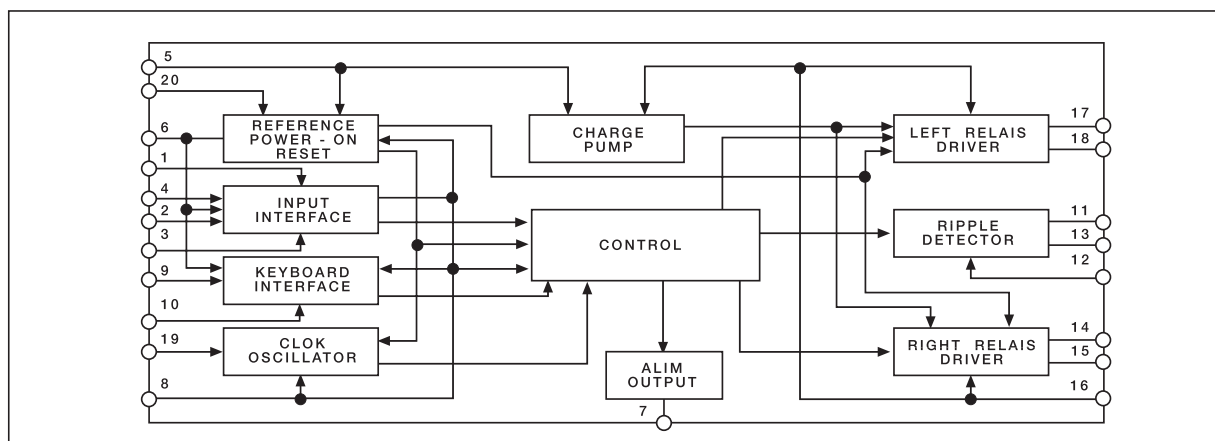 5
20
6
1
4
2
3
9
10
19
8
REFERENCE
POWER - ON
RESET
INPUT
INTERFACE
KEYBOARD
INTERFACE
CLOK
OSCILLATOR
CHARGE
PUMP
CONTROL
ALIM
OUTPUT
7
LEFT RELAIS
DRIVER
RIPPLE
DETECTOR
RIGHT RELAIS
DRIVER
17
18
11
13
12
14
15
16